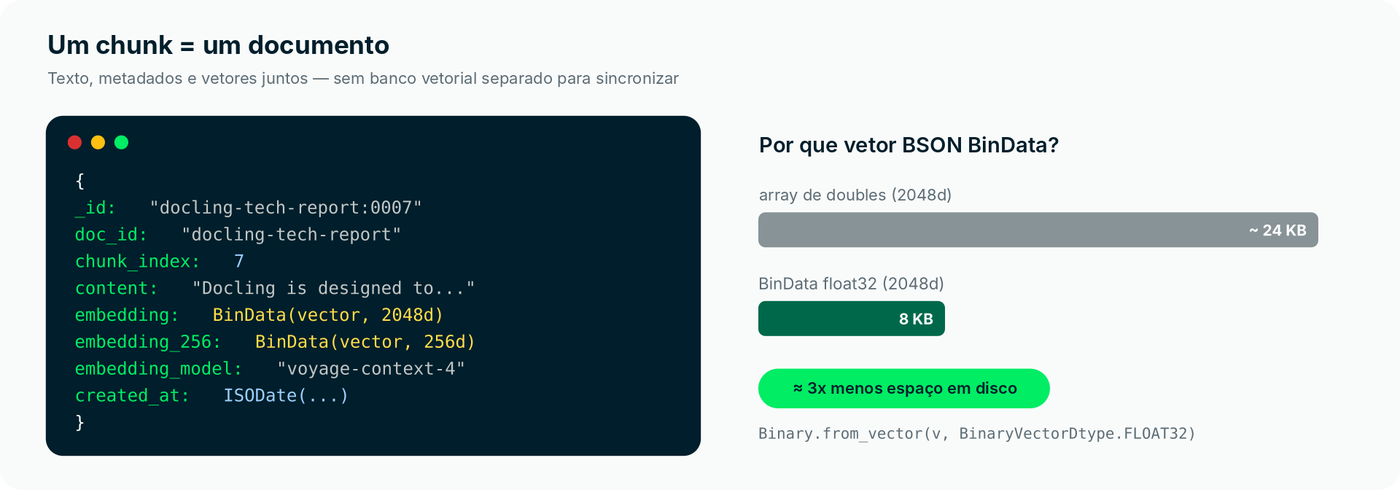 Um chunk = um documento
Texto, metadados e vetores juntos — sem banco vetorial separado para sincronizar
{
_id: "docling-tech-report:0007"
doc_id: "docling-tech-report"
chunk_index: 7
content: "Docling is designed to..."
embedding: BinData(vector, 2048d)
embedding_256: BinData(vector, 256d)
embedding_model: "voyage-context-4"
created_at: ISODate(...)
}
Por que vetor BSON BinData?
array de doubles (2048d)
~ 24 KB
BinData float32 (2048d)
8 KB
≈ 3x menos espaço em disco
Binary.from_vector(v, BinaryVectorDtype.FLOAT32)